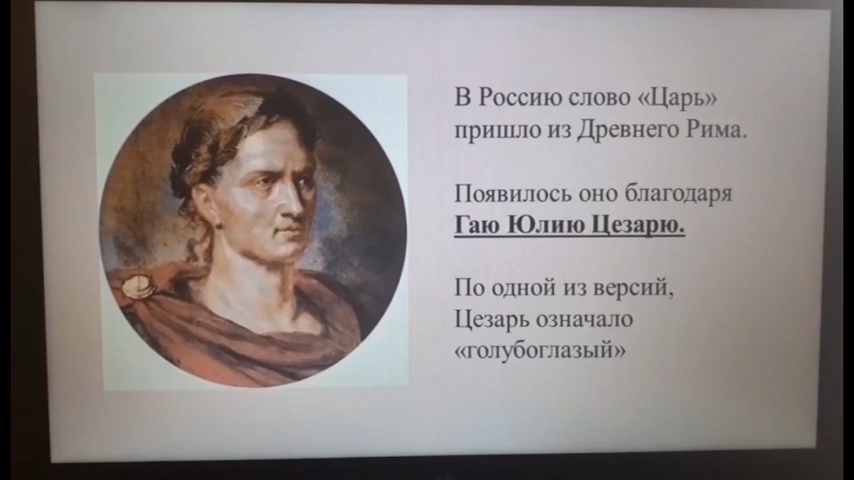 В Россию слово «Царь»
пришло из Древнего Рима.
Появилось оно благодаря
Гаю Юлию Цезарю.
По одной из версий,
Цезарь означало
«голубоглазый»